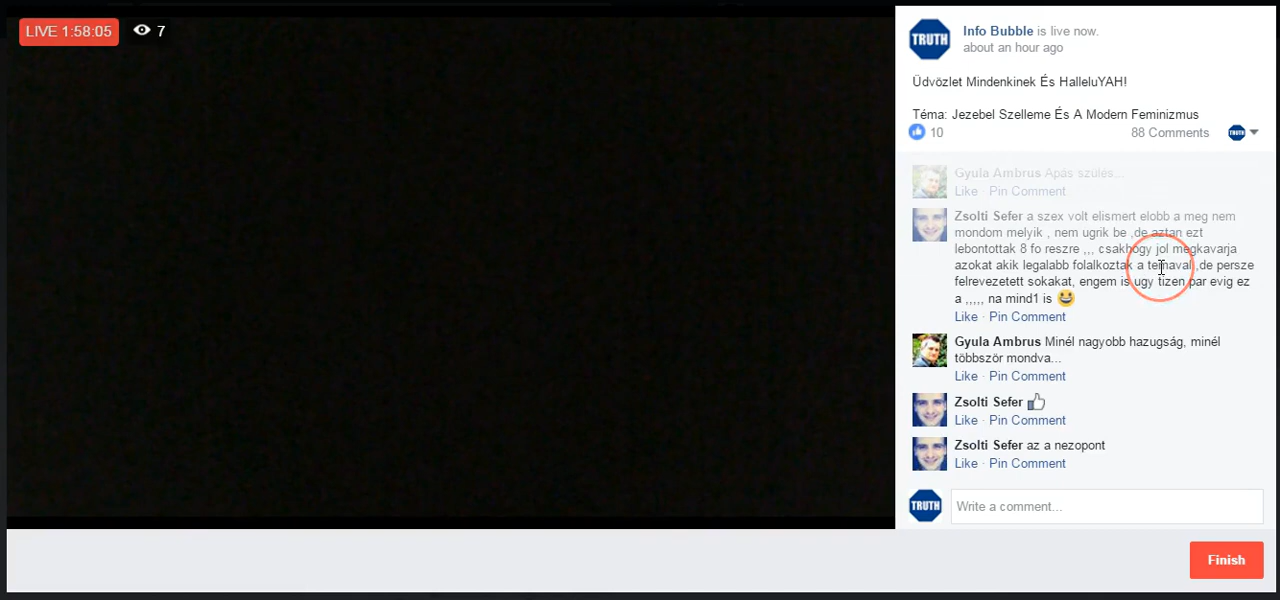 LIVE 1:58:05
7
TRUTH
Info Bubble is live now.
about an hour ago
Üdvözlet Mindenkinek És HalleluYAH!
Téma: Jezebel Szelleme És A Modern Feminizmus
10
88 Comments
TRUTH
Gyula Ambrus Apás szülés...
Like · Pin Comment
Zsolti Sefer a szex volt elismert elobb a meg nem
mondom melyik , nem ugrik be ,de aztan ezt
lebontottak 8 fo reszre ,,, csakhogy jol megkavarja
azokat akik legalabb folalkoztak a temaval ,de persze
felrevezetett sokakat, engem is ugy tizen par evig ez
a ,,,,, na mind1 is
Like · Pin Comment
Gyula Ambrus Minél nagyobb hazugság, minél
többször mondva...
Like · Pin Comment
Zsolti Sefer
Like · Pin Comment
Zsolti Sefer az a nezopont
Like · Pin Comment
TRUTH
Write a comment...
Finish